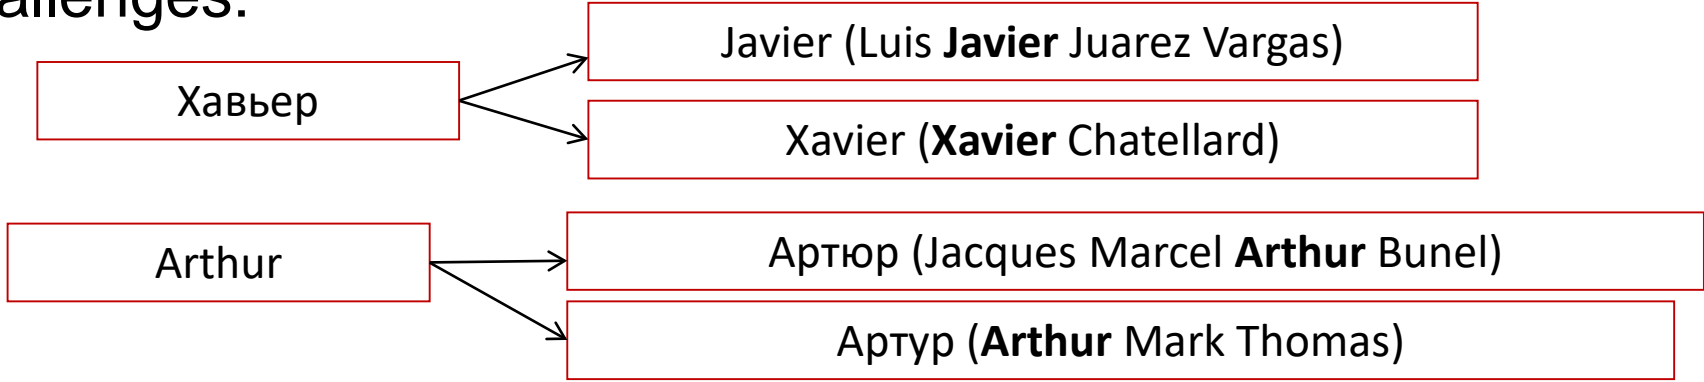 allenges:
Хавьер
Javier (Luis Javier Juarez Vargas)
Xavier (Xavier Chatellard)
Arthur
Артюр (Jacques Marcel Arthur Bunel)
Артур (Arthur Mark Thomas)